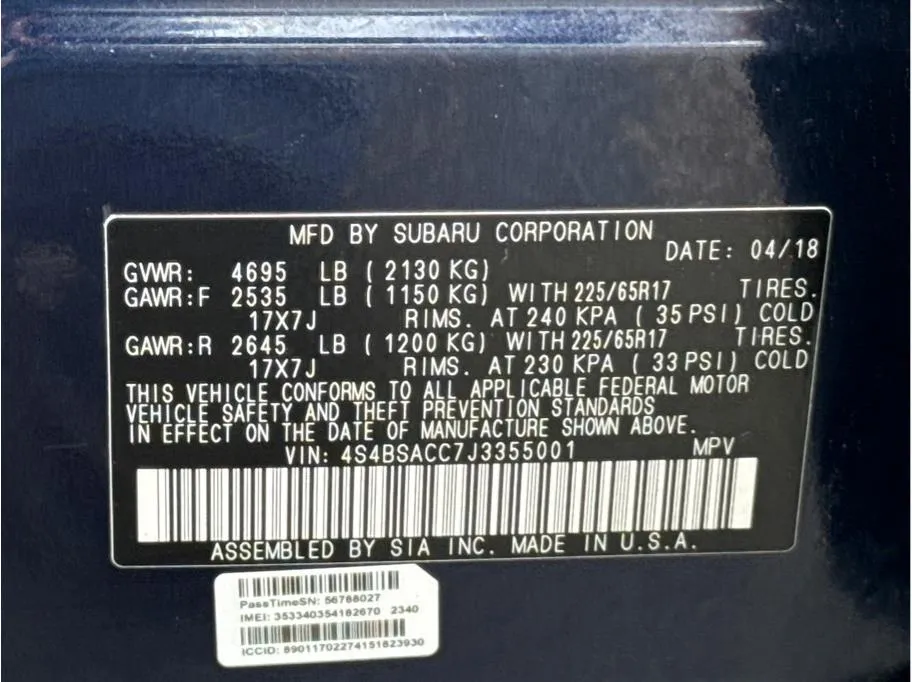 MFD BY SUBARU CORPORATION
DATE: 04/18
GVWR: 4695 LB ( 2130 KG)
GAWR:F 2535 LB ( 1150 KG) WITH 225/65R17 TIRES.
17X7J RIMS. AT 240 KPA ( 35 PSI) COLD
GAWR:R 2645 LB ( 1200 KG) WITH 225/65R17 TIRES.
17X7J RIMS. AT 230 KPA ( 33 PSI) COLD
THIS VEHICLE CONFORMS TO ALL APPLICABLE FEDERAL MOTOR
VEHICLE SAFETY AND THEFT PREVENTION STANDARDS
IN EFFECT ON THE DATE OF MANUFACTURE SHOWN ABOVE.
VIN: 4S4BSACC7J3355001 MPV
ASSEMBLED BY SIA INC. MADE IN U.S.A.
PassTimeSN: 56788027
IMEI: 353340354182670 2340
ICCID: 89011702274151823930